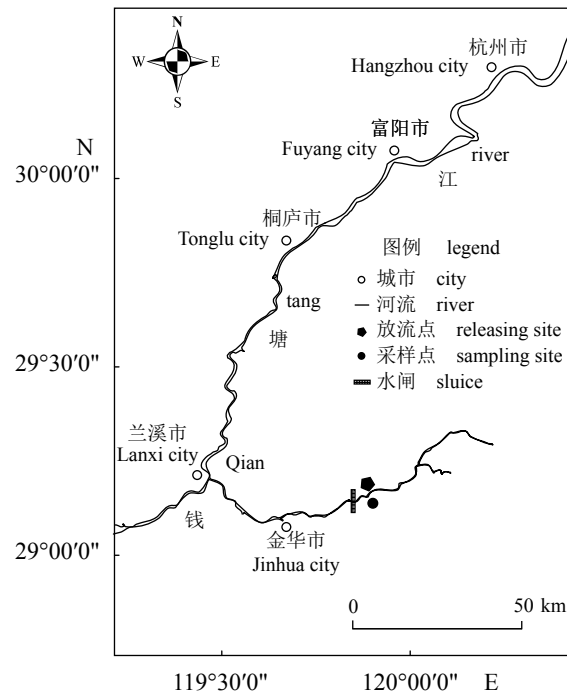 N
W E
S
杭州市
Hangzhou city
富阳市
Fuyang city
river
江
N
30°00′0″
桐庐市
Tonglu city
图例 legend
城市 city
河流 river
放流点 releasing site
采样点 sampling site
水闸 sluice
tang
塘
29°30′0″
兰溪市
Lanxi city
Qian
钱
金华市
Jinhua city
29°00′0″
0 50 km
119°30′0″ 120°00′0″ E